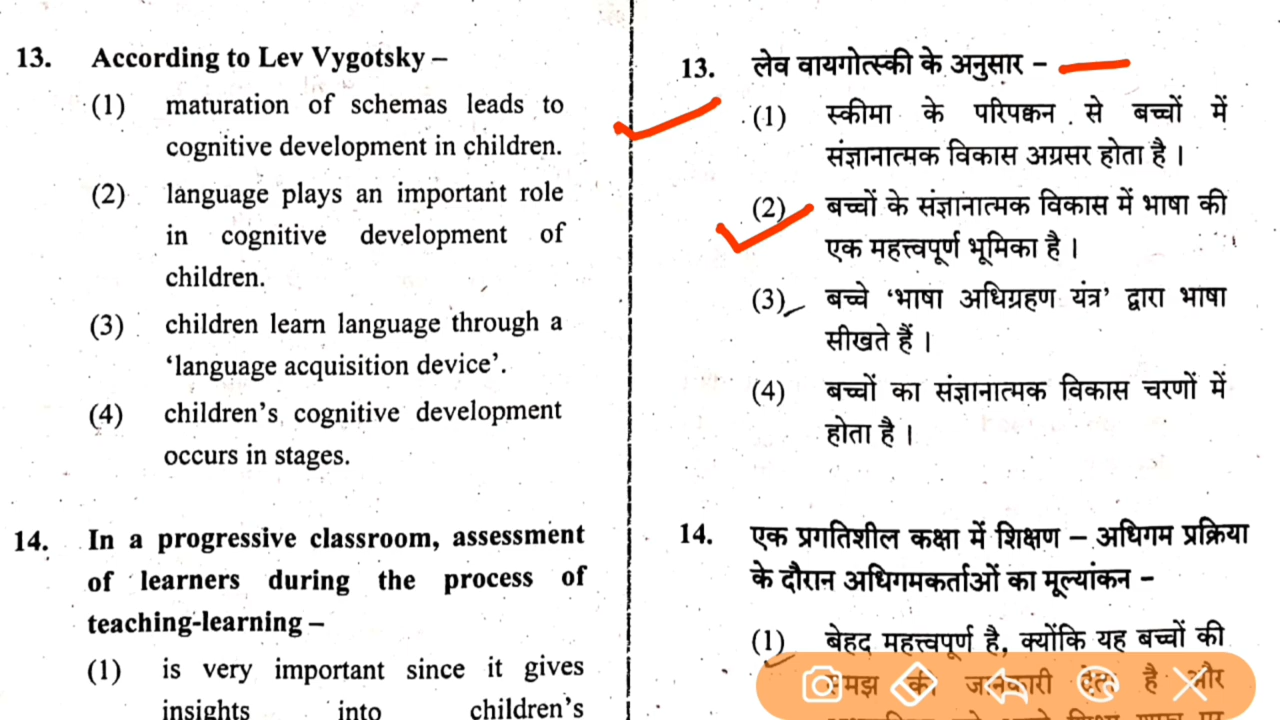 13. According to Lev Vygotsky –
(1) maturation of schemas leads to
cognitive development in children.
(2) language plays an important role
in cognitive development of
children.
(3) children learn language through a
'language acquisition device'.
(4) children's cognitive development
occurs in stages.
14. In a progressive classroom, assessment
of learners during the process of
teaching-learning –
(1) is very important since it gives
insights into children's
13. लेव वायगोत्स्की के अनुसार –
(1) स्कीमा के परिपक्वन से बच्चों में
संज्ञानात्मक विकास अग्रसर होता है ।
(2) बच्चों के संज्ञानात्मक विकास में भाषा की
एक महत्त्वपूर्ण भूमिका है ।
(3) बच्चे 'भाषा अधिग्रहण यंत्र' द्वारा भाषा
सीखते हैं ।
(4) बच्चों का संज्ञानात्मक विकास चरणों में
होता है ।
14. एक प्रगतिशील कक्षा में शिक्षण – अधिगम प्रक्रिया
के दौरान अधिगमकर्ताओं का मूल्यांकन –
(1) बेहद महत्त्वपूर्ण है, क्योंकि यह बच्चों की
समझ की जानकारी देता है और